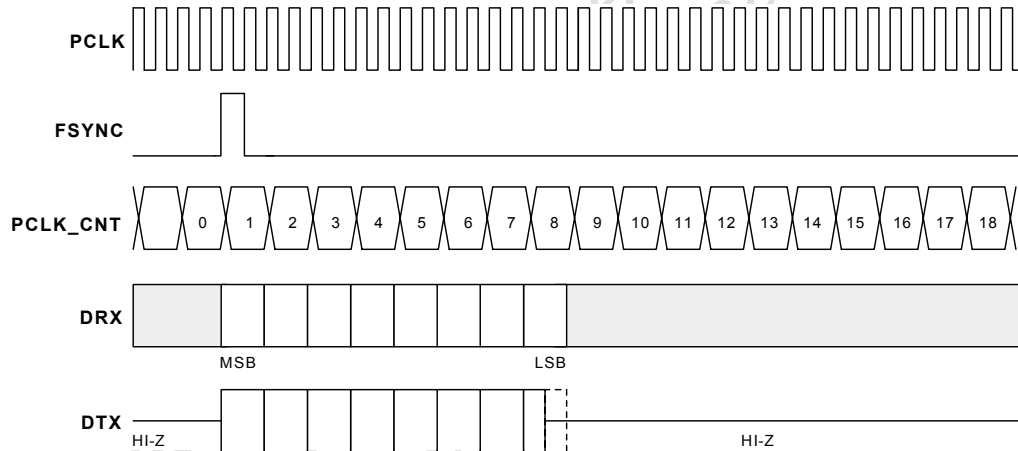 PCLK
FSYNC
PCLK_CNT
0 1 2 3 4 5 6 7 8 9 10 11 12 13 14 15 16 17 18
DRX
MSB LSB
DTX
HI-Z HI-Z